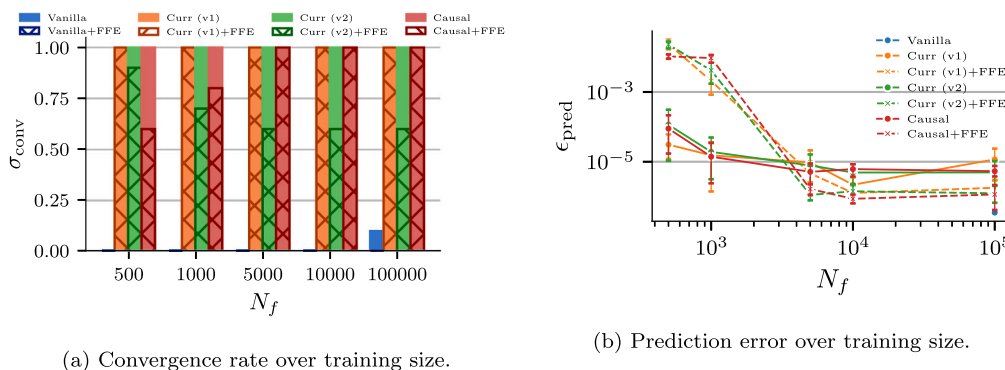 Vanilla Curr (v1) Curr (v2) Causal
Vanilla+FFE Curr (v1)+FFE Curr (v2)+FFE Causal+FFE
1.00
0.75
0.50
0.25
0.00
σconv
500 1000 5000 10000 100000
N_f
(a) Convergence rate over training size.
Vanilla
Curr (v1)
Curr (v1)+FFE
Curr (v2)
Curr (v2)+FFE
Causal
Causal+FFE
10⁻³
10⁻⁵
ϵpred
10³ 10⁴ 10⁵
N_f
(b) Prediction error over training size.